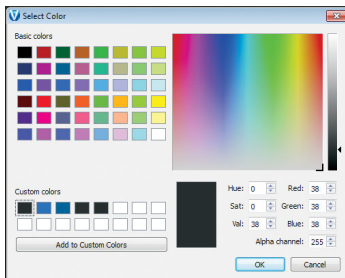 Select Color
Basic colors
Custom colors
Hue: 0 Red: 38
Sat: 0 Green: 38
Val: 38 Blue: 38
Alpha channel: 255
Add to Custom Colors
OK Cancel